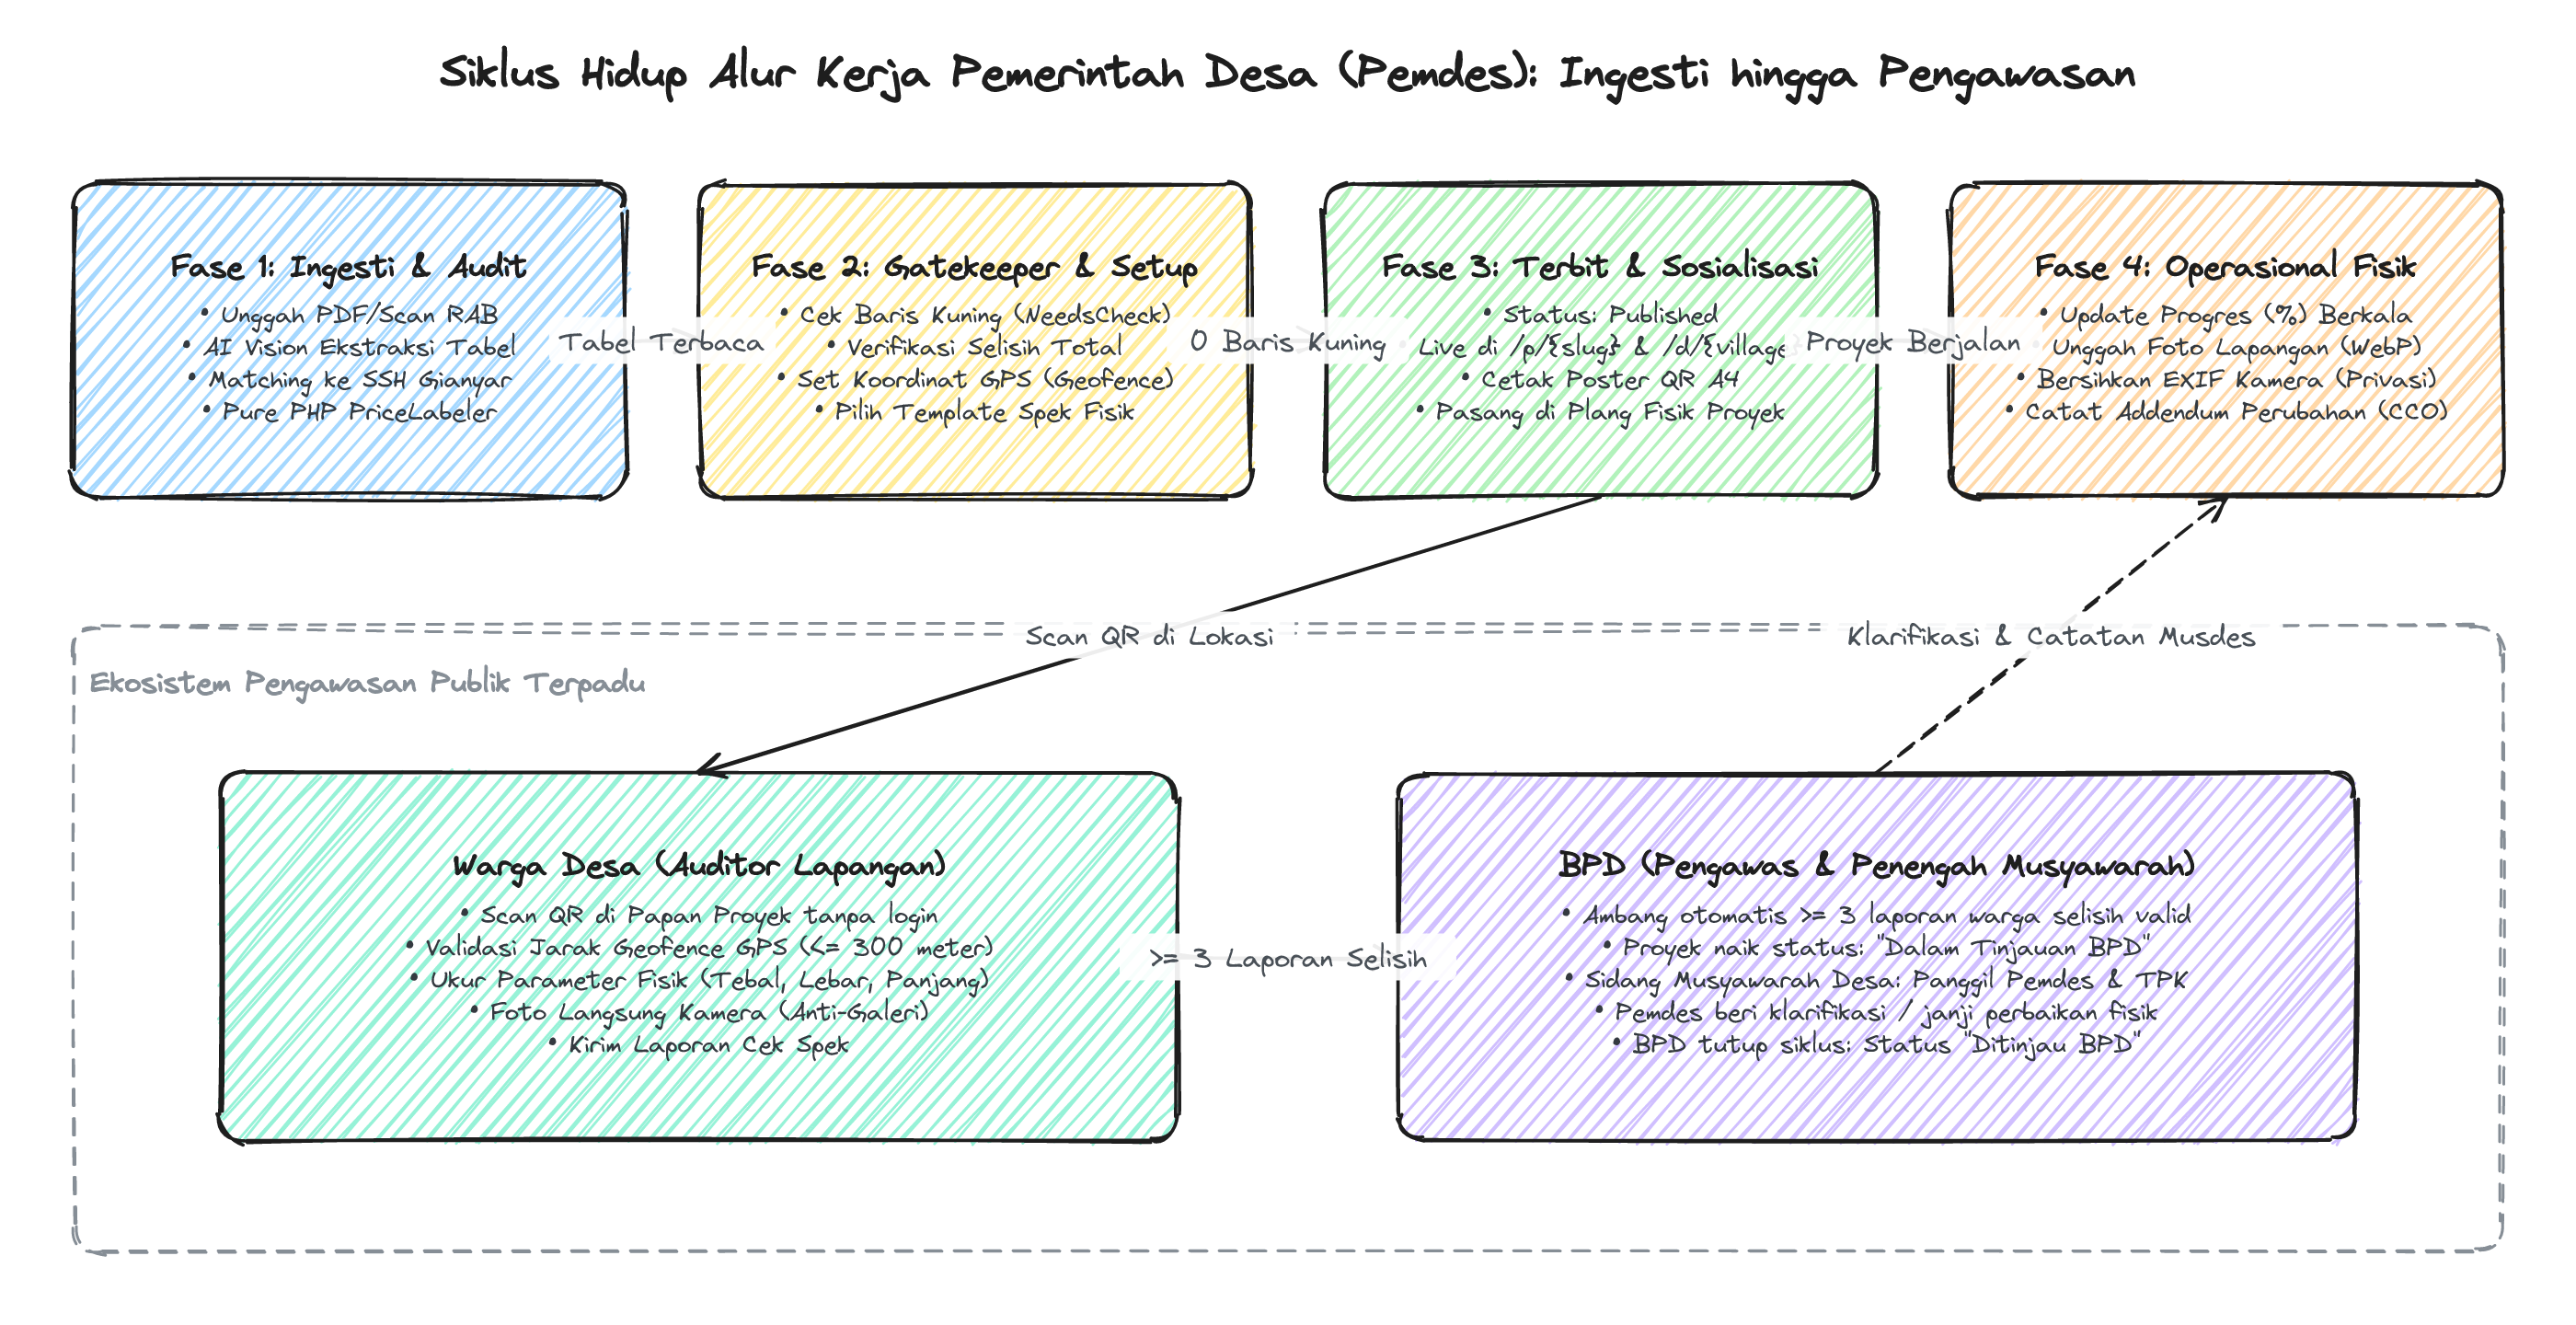 Siklus Hidup Alur Kerja Pemerintah Desa (Pemdes): Ingesti hingga Pengawasan
Fase 1: Ingesti & Audit
• Unggah PDF/Scan RAB
• AI Vision Ekstraksi Tabel
• Matching ke SSH Gianyar
• Pure PHP PriceLabeler
Tabel Terbaca
Fase 2: Gatekeeper & Setup
• Cek Baris Kuning (NeedsCheck)
• Verifikasi Selisih Total
• Set Koordinat GPS (Geofence)
• Pilih Template Spek Fisik
0 Baris Kuning
Fase 3: Terbit & Sosialisasi
• Status: Published
Live di /p/{slug} & /d/{village}
• Cetak Poster QR A4
• Pasang di Plang Fisik Proyek
Proyek Berjalan
Fase 4: Operasional Fisik
• Update Progres (%) Berkala
Unggah Foto Lapangan (WebP)
• Bersihkan EXIF Kamera (Privasi)
• Catat Addendum Perubahan (CCO)
Scan QR di Lokasi
Klarifikasi & Catatan Musdes
Ekosistem Pengawasan Publik Terpadu
Warga Desa (Auditor Lapangan)
• Scan QR di Papan Proyek tanpa login
• Validasi Jarak Geofence GPS (<= 300 meter)
• Ukur Parameter Fisik (Tebal, Lebar, Panjang)
• Foto Langsung Kamera (Anti-Galeri)
• Kirim Laporan Cek Spek
>= 3 Laporan Selisih
BPD (Pengawas & Penengah Musyawarah)
• Ambang otomatis >= 3 laporan warga selisih valid
• Proyek naik status: "Dalam Tinjauan BPD"
• Sidang Musyawarah Desa: Panggil Pemdes & TPK
• Pemdes beri klarifikasi / janji perbaikan fisik
• BPD tutup siklus: Status "Ditinjau BPD"